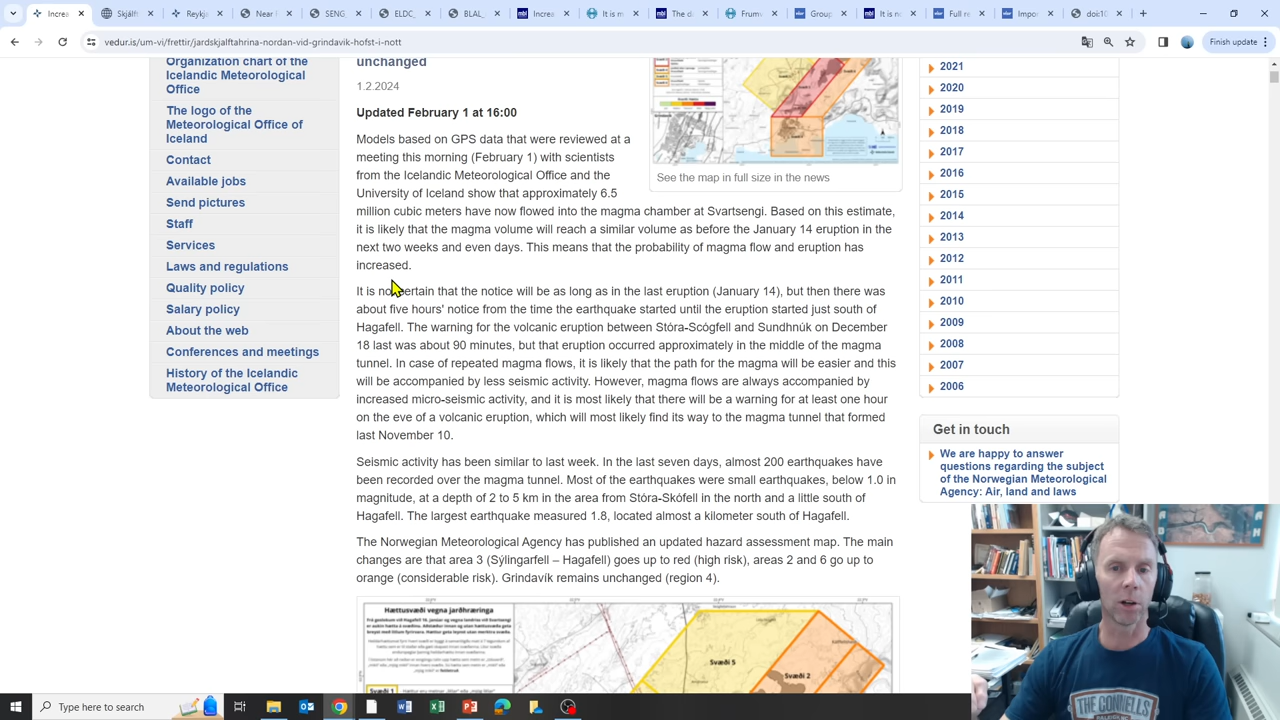 Skjálft
Reykja
Near r
SENG
ELDC
BLAC
Incree
It is n
News
It is n
Few r
Impo
dott @
vedur.is/um-vi/frettir/jardskjalftahrina-nordan-vid-grindavik-hofst-i-nott
Finish update
Organization chart of the
Icelandic Meteorological
Office
The logo of the
Meteorological Office of
Iceland
Contact
Available jobs
Send pictures
Staff
Services
Laws and regulations
Quality policy
Salary policy
About the web
Conferences and meetings
History of the Icelandic
Meteorological Office
unchanged
1.2.2024
Updated February 1 at 16:00
Models based on GPS data that were reviewed at a
meeting this morning (February 1) with scientists
from the Icelandic Meteorological Office and the
University of Iceland show that approximately 6.5
million cubic meters have now flowed into the magma chamber at Svartsengi. Based on this estimate,
it is likely that the magma volume will reach a similar volume as before the January 14 eruption in the
next two weeks and even days. This means that the probability of magma flow and eruption has
increased.
It is not certain that the notice will be as long as in the last eruption (January 14), but then there was
about five hours' notice from the time the earthquake started until the eruption started just south of
Hagafell. The warning for the volcanic eruption between Stóra-Scógfell and Sundhnúk on December
18 last was about 90 minutes, but that eruption occurred approximately in the middle of the magma
tunnel. In case of repeated magma flows, it is likely that the path for the magma will be easier and this
will be accompanied by less seismic activity. However, magma flows are always accompanied by
increased micro-seismic activity, and it is most likely that there will be a warning for at least one hour
on the eve of a volcanic eruption, which will most likely find its way to the magma tunnel that formed
last November 10.
Seismic activity has been similar to last week. In the last seven days, almost 200 earthquakes have
been recorded over the magma tunnel. Most of the earthquakes were small earthquakes, below 1.0 in
magnitude, at a depth of 2 to 5 km in the area from Stóra-Skófell in the north and a little south of
Hagafell. The largest earthquake measured 1.8, located almost a kilometer south of Hagafell.
The Norwegian Meteorological Agency has published an updated hazard assessment map. The main
changes are that area 3 (Sýlingarfell – Hagafell) goes up to red (high risk), areas 2 and 6 go up to
orange (considerable risk). Grindavík remains unchanged (region 4).
See the map in full size in the news
Hættusvæði vegna jarðhræringa
Svæði 1
Svæði 5
Svæði 2
2021
2020
2019
2018
2017
2016
2015
2014
2013
2012
2011
2010
2009
2008
2007
2006
Get in touch
We are happy to answer
questions regarding the subject
of the Norwegian Meteorological
Agency: Air, land and laws
THE CONNELLS
Type here to search